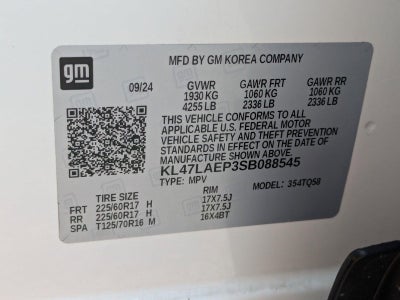 gm
MFD BY GM KOREA COMPANY
09/24 GVWR GAWR FRT GAWR RR
1930 KG 1060 KG 1060 KG
4255 LB 2336 LB 2336 LB
THIS VEHICLE CONFORMS TO ALL
APPLICABLE U.S. FEDERAL MOTOR
VEHICLE SAFETY AND THEFT PREVENTION
STANDARDS IN EFFECT ON THE DATE OF
MANUFACTURE SHOWN ABOVE.
KL47LAEP3SB088545
TYPE: MPV MODEL: 354TQ58
TIRE SIZE RIM
FRT 225/60R17 H 17X7.5J
RR 225/60R17 H 17X7.5J
SPA T125/70R16 M 16X4BT